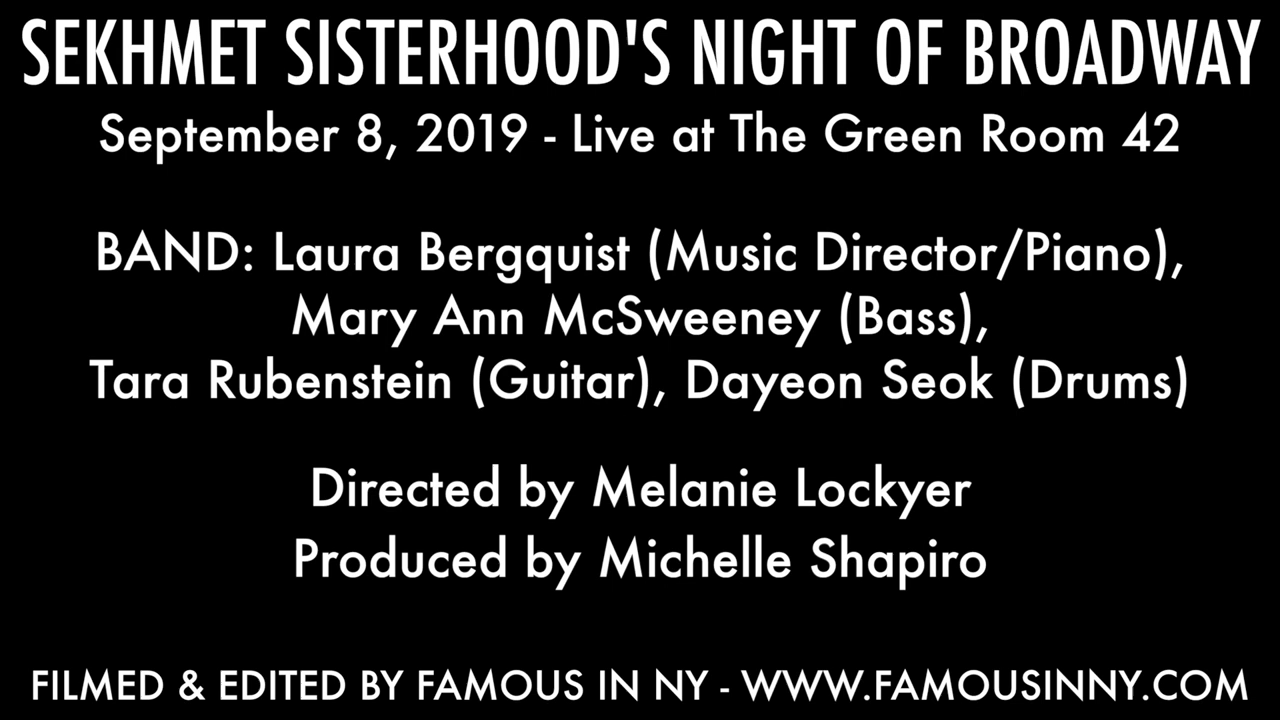 SEKHMET SISTERHOOD'S NIGHT OF BROADWAY
September 8, 2019 - Live at The Green Room 42
BAND: Laura Bergquist (Music Director/Piano),
Mary Ann McSweeney (Bass),
Tara Rubenstein (Guitar), Dayeon Seok (Drums)
Directed by Melanie Lockyer
Produced by Michelle Shapiro
FILMED & EDITED BY FAMOUS IN NY - WWW.FAMOUSINNY.COM